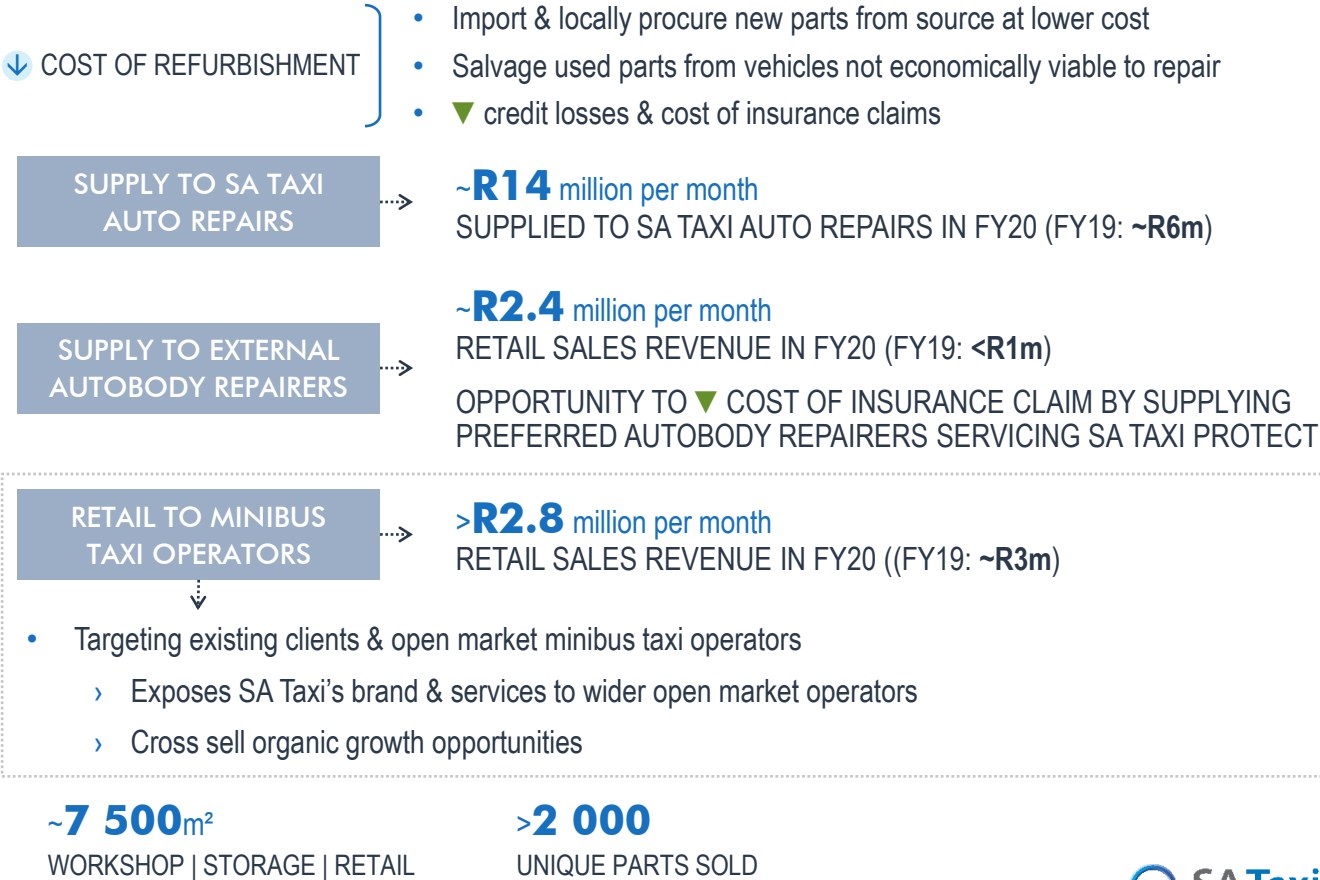 COST OF REFURBISHMENT
• Import & locally procure new parts from source at lower cost
• Salvage used parts from vehicles not economically viable to repair
• ▼ credit losses & cost of insurance claims
SUPPLY TO SA TAXI
AUTO REPAIRS
~R14 million per month
SUPPLIED TO SA TAXI AUTO REPAIRS IN FY20 (FY19: ~R6m)
SUPPLY TO EXTERNAL
AUTOBODY REPAIRERS
~R2.4 million per month
RETAIL SALES REVENUE IN FY20 (FY19: <R1m)
OPPORTUNITY TO ▼ COST OF INSURANCE CLAIM BY SUPPLYING
PREFERRED AUTOBODY REPAIRERS SERVICING SA TAXI PROTECT
RETAIL TO MINIBUS
TAXI OPERATORS
>R2.8 million per month
RETAIL SALES REVENUE IN FY20 ((FY19: ~R3m)
• Targeting existing clients & open market minibus taxi operators
› Exposes SA Taxi's brand & services to wider open market operators
› Cross sell organic growth opportunities
~7 500m²
WORKSHOP | STORAGE | RETAIL
>2 000
UNIQUE PARTS SOLD
SA Taxi